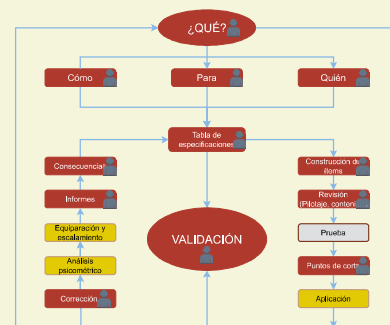 ¿QUÉ?
Cómo
Para
Quién
Tabla de
especificaciones
Consecuencias
Construcción de
ítems
Informes
Revisión
(Pilotaje, contenido)
Equiparación y
escalamiento
VALIDACIÓN
Prueba
Análisis
psicométrico
Puntos de corte
Corrección
Aplicación